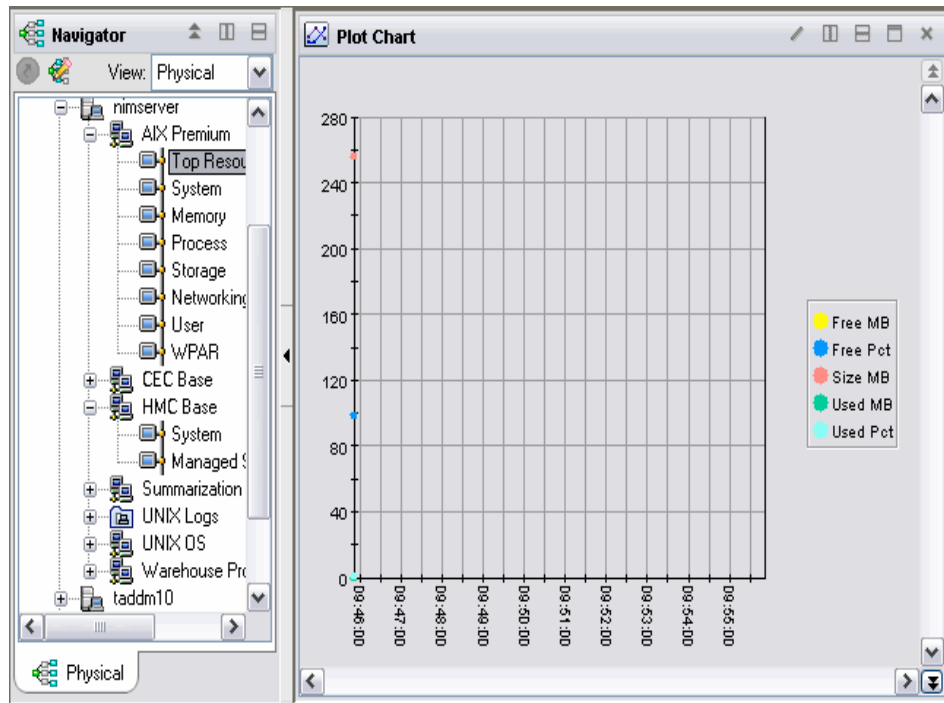 Navigator
View: Physical
nimserver
AIX Premium
Top Resou
System
Memory
Process
Storage
Networking
User
WPAR
CEC Base
HMC Base
System
Managed S
Summarization
UNIX Logs
UNIX OS
Warehouse Pro
taddm10
Physical
Plot Chart
280
240
200
160
120
80
40
0
09:46:00
09:47:00
09:48:00
09:49:00
09:50:00
09:51:00
09:52:00
09:53:00
09:54:00
09:55:00
Free MB
Free Pct
Size MB
Used MB
Used Pct